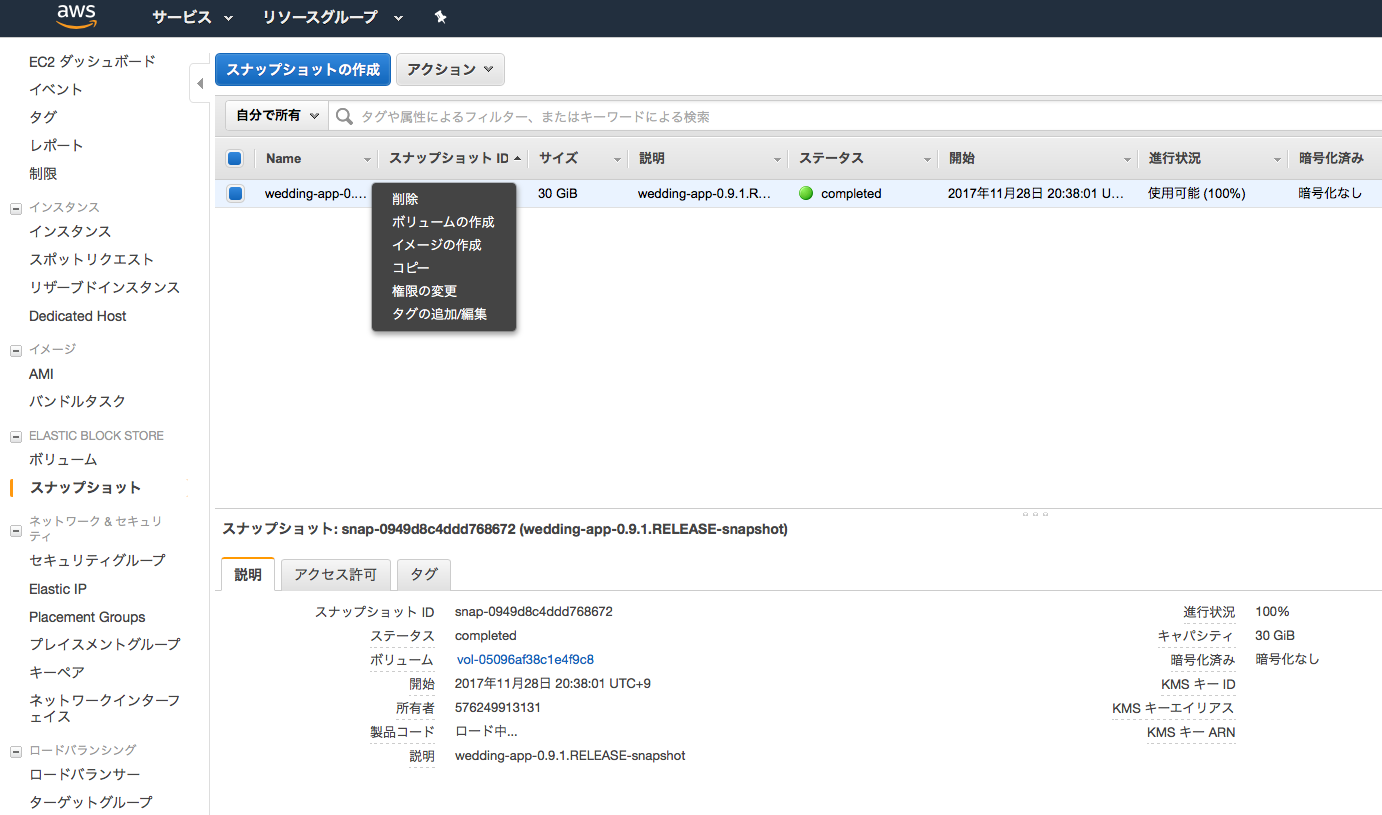 aws サービス リソースグループ
EC2 ダッシュボード
イベント
タグ
レポート
制限
インスタンス
インスタンス
スポットリクエスト
リザーブドインスタンス
Dedicated Host
イメージ
AMI
バンドルタスク
ELASTIC BLOCK STORE
ボリューム
スナップショット
ネットワーク & セキュリ
ティ
セキュリティグループ
Elastic IP
Placement Groups
プレイスメントグループ
キーペア
ネットワークインターフ
ェイス
ロードバランシング
ロードバランサー
ターゲットグループ
スナップショットの作成 アクション
自分で所有 タグや属性によるフィルター、またはキーワードによる検索
Name スナップショット ID サイズ 説明 ステータス 開始 進行状況 暗号化済み
wedding-app-0.… 30 GiB wedding-app-0.9.1.R… completed 2017年11月28日 20:38:01 U… 使用可能 (100%) 暗号化なし
削除
ボリュームの作成
イメージの作成
コピー
権限の変更
タグの追加/編集
スナップショット: snap-0949d8c4ddd768672 (wedding-app-0.9.1.RELEASE-snapshot)
説明 アクセス許可 タグ
スナップショット ID snap-0949d8c4ddd768672
ステータス completed
ボリューム vol-05096af38c1e4f9c8
開始 2017年11月28日 20:38:01 UTC+9
所有者 576249913131
製品コード ロード中...
説明 wedding-app-0.9.1.RELEASE-snapshot
進行状況 100%
キャパシティ 30 GiB
暗号化済み 暗号化なし
KMS キー ID
KMS キーエイリアス
KMS キー ARN